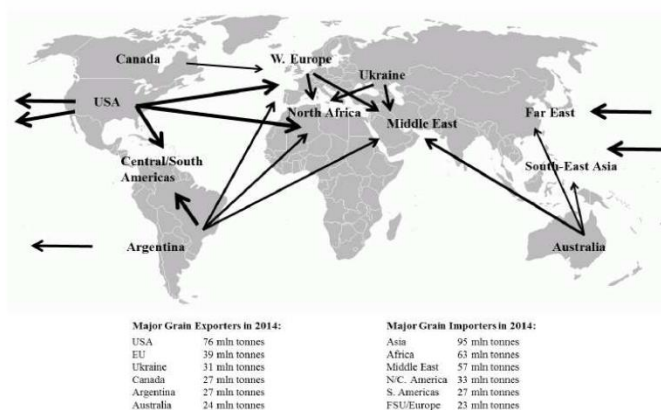 Canada
W. Europe
Ukraine
USA
North Africa
Middle East
Far East
Central/South
Americas
South-East Asia
Argentina
Australia
Major Grain Exporters in 2014:
USA 76 mln tonnes
EU 39 mln tonnes
Ukraine 31 mln tonnes
Canada 27 mln tonnes
Argentina 27 mln tonnes
Australia 24 mln tonnes
Major Grain Importers in 2014:
Asia 95 mln tonnes
Africa 63 mln tonnes
Middle East 57 mln tonnes
N/C. America 33 mln tonnes
S. Americas 27 mln tonnes
FSU/Europe 23 mln tonnes